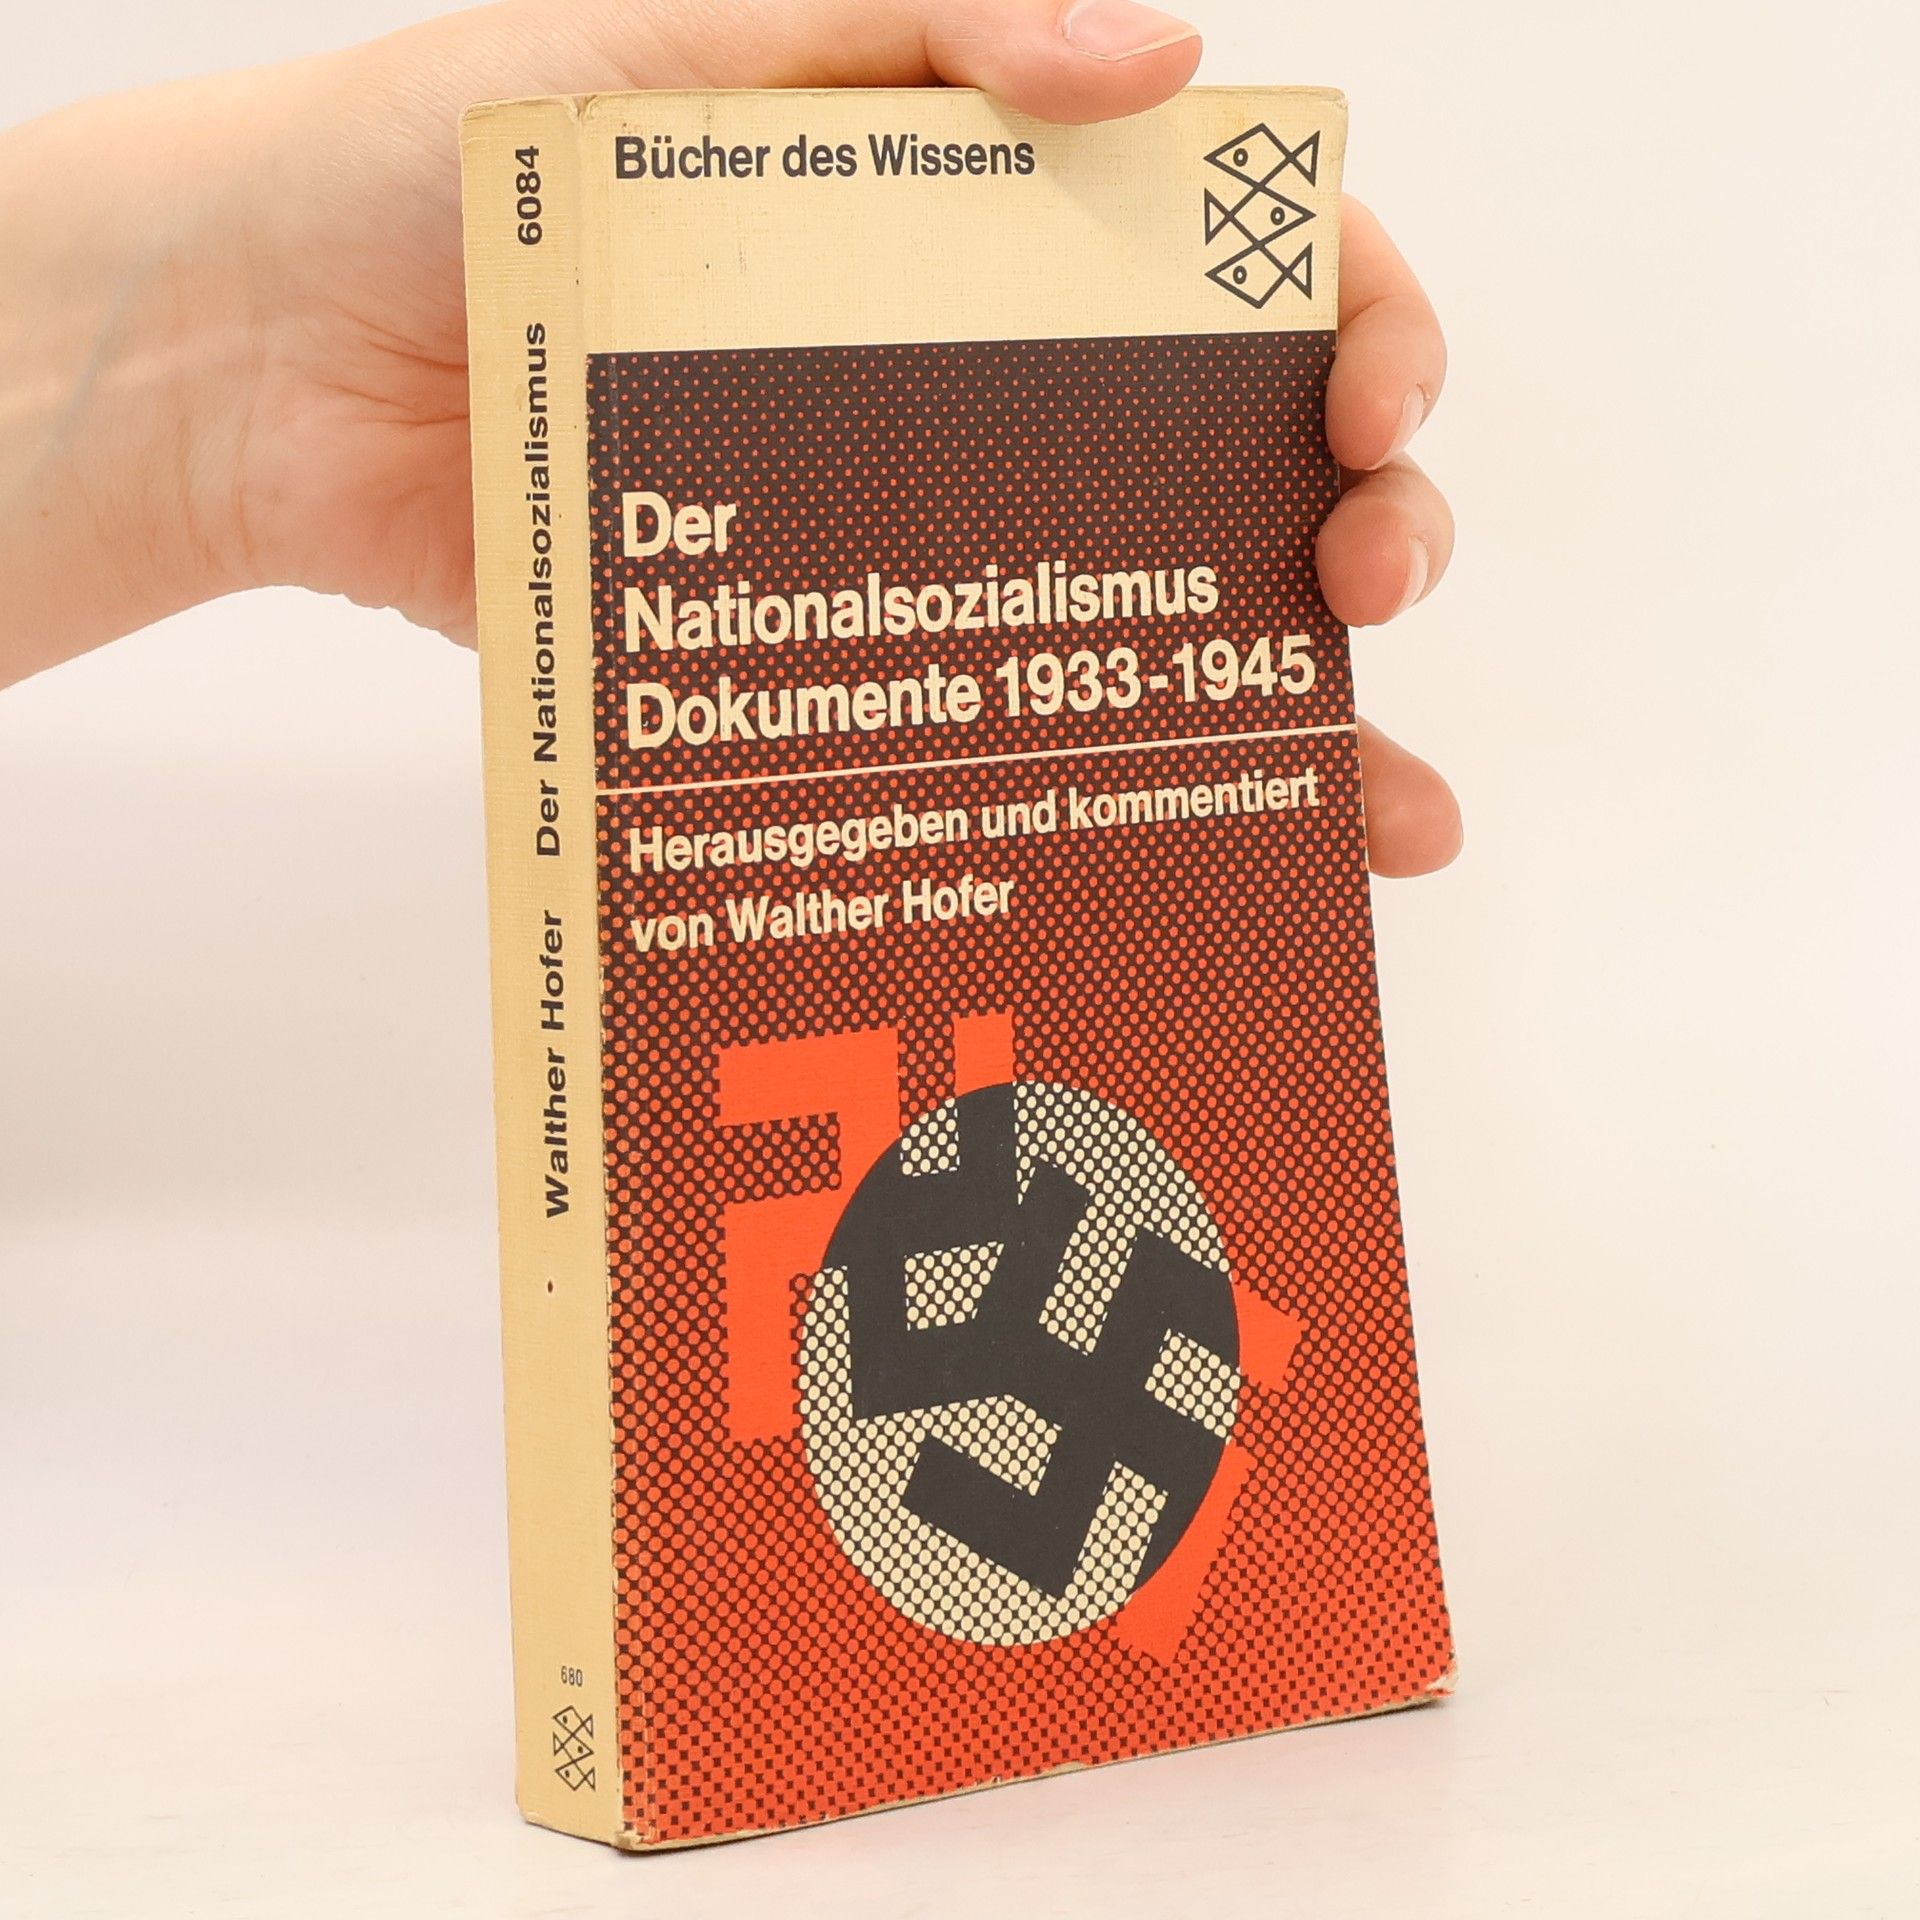 Bücher des Wissens
Der
Nationalsozialismus
Dokumente 1933-1945
Herausgegeben und kommentiert
von Walther Hofer
Walther Hofer Der Nationalsozialismus 6084
680